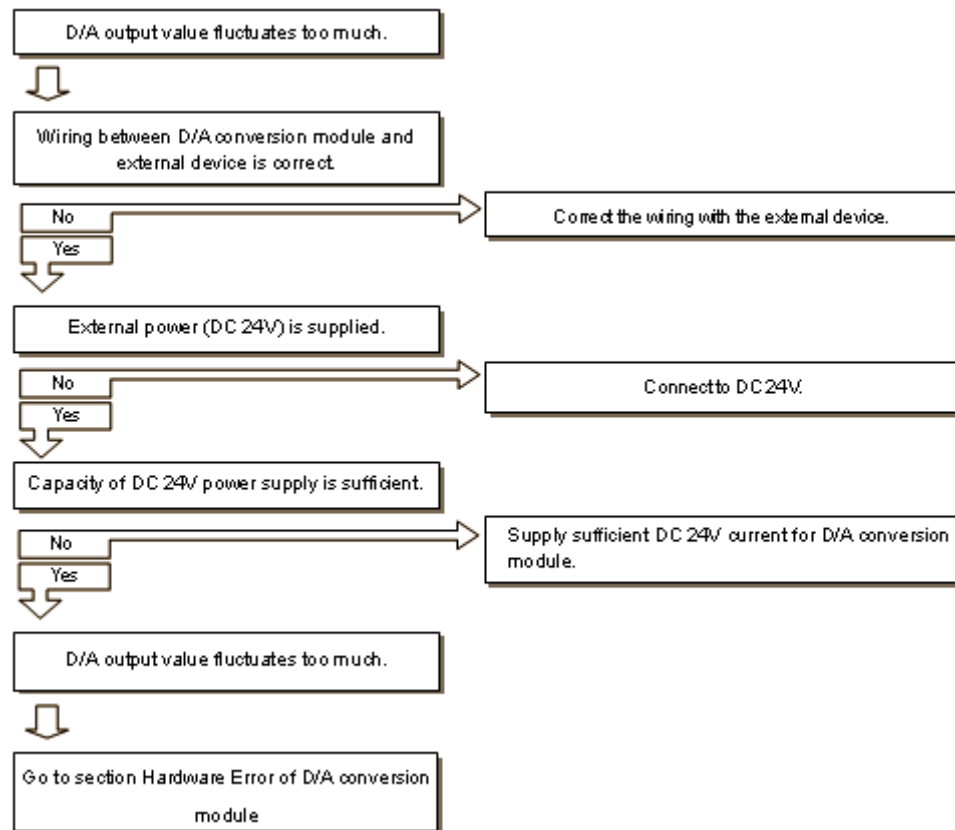 D/A output value fluctuates too much.
Wiring between D/A conversion module and
external device is correct.
No
Correct the wiring with the external device.
Yes
External power (DC 24V) is supplied.
No
Connect to DC 24V.
Yes
Capacity of DC 24V power supply is sufficient.
No
Supply sufficient DC 24V current for D/A conversion
module.
Yes
D/A output value fluctuates too much.
Go to section Hardware Error of D/A conversion
module